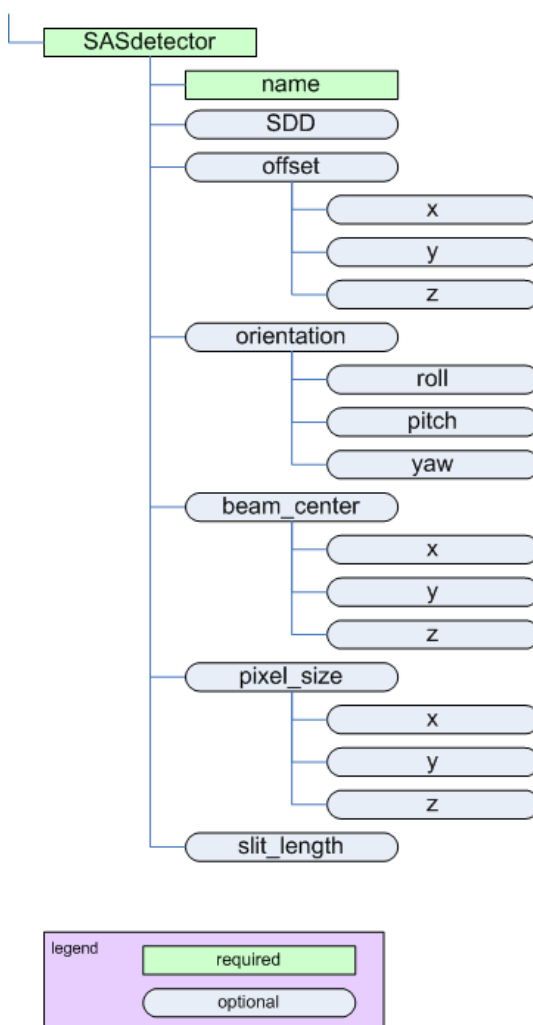 SASdetector
name
SDD
offset
x
y
z
orientation
roll
pitch
yaw
beam_center
x
y
z
pixel_size
x
y
z
slit_length
legend
required
optional